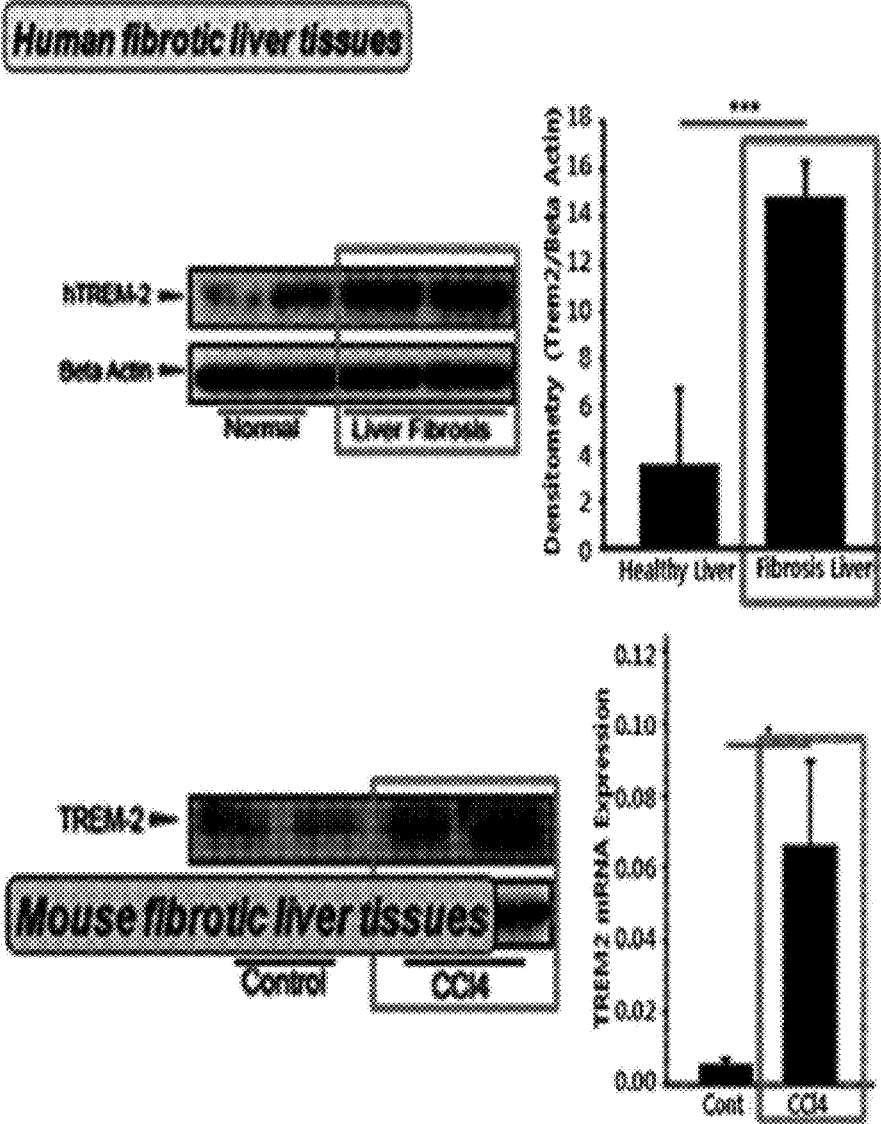 Human fibrotic liver tissues
hTREM-2
Beta Actin
Normal
Liver Fibrosis
Densitometry (Trem2/Beta Actin)
***
18
16
14
12
10
8
6
4
2
0
Healthy Liver
Fibrosis Liver
TREM-2
Mouse fibrotic liver tissues
Control
CCl4
TREM2 mRNA Expression
*
0.12
0.10
0.08
0.06
0.04
0.02
0.00
Cont
CCl4